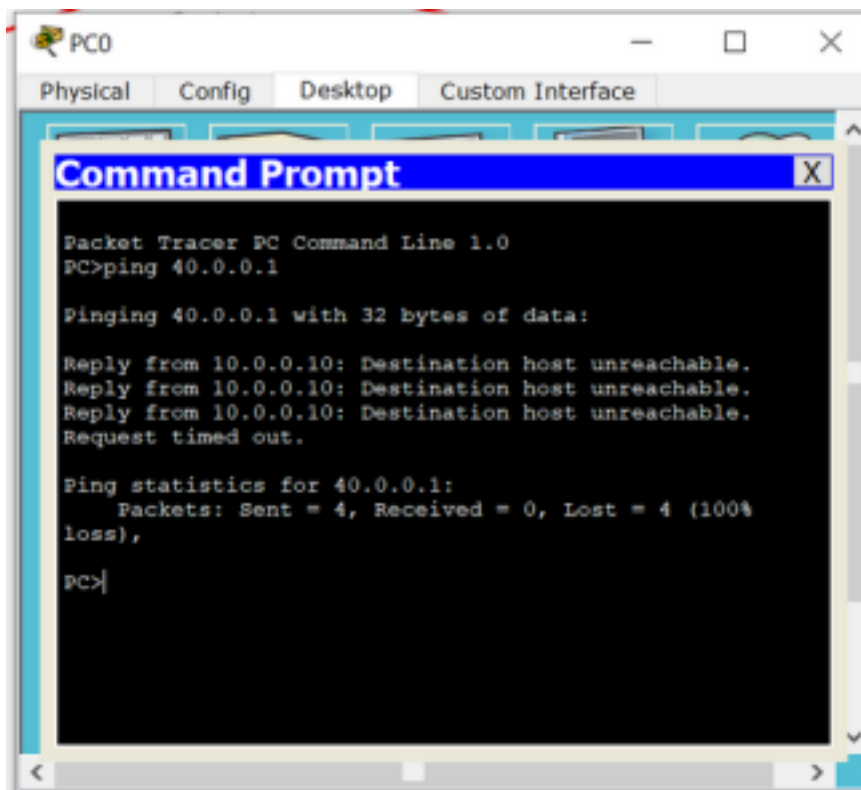 PC0
Physical Config Desktop Custom Interface
Command Prompt X
Packet Tracer PC Command Line 1.0
PC>ping 40.0.0.1
Pinging 40.0.0.1 with 32 bytes of data:
Reply from 10.0.0.10: Destination host unreachable.
Reply from 10.0.0.10: Destination host unreachable.
Reply from 10.0.0.10: Destination host unreachable.
Request timed out.
Ping statistics for 40.0.0.1:
Packets: Sent = 4, Received = 0, Lost = 4 (100%
loss),
PC>